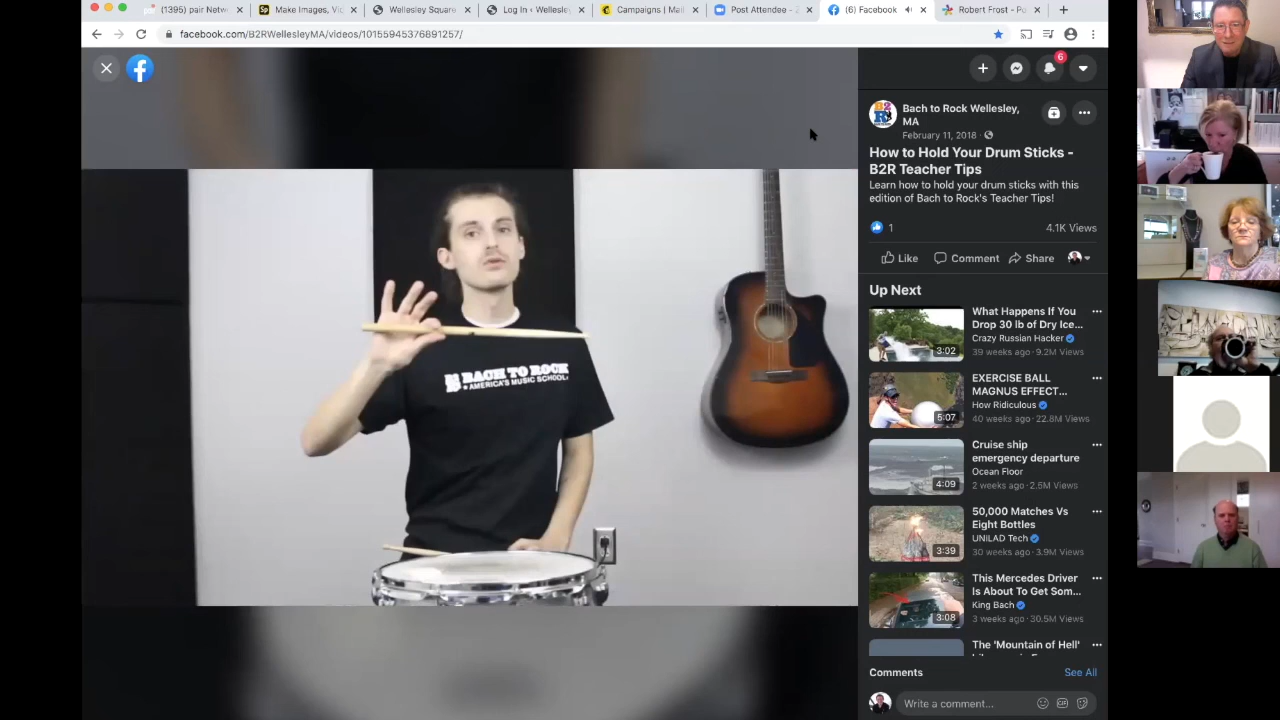 (1395) pair Netw
Make Images, Vi
Wellesley Square
Log In ‹ Wellesle
Campaigns | Mail
Post Attendee - Z
(6) Facebook
Robert Frost - Po
facebook.com/B2RWellesleyMA/videos/10155945376891257/
6
Bach to Rock Wellesley,
MA
February 11, 2018
How to Hold Your Drum Sticks -
B2R Teacher Tips
Learn how to hold your drum sticks with this
edition of Bach to Rock's Teacher Tips!
1
4.1K Views
Like
Comment
Share
BACH TO ROCK
AMERICA'S MUSIC SCHOOL
Up Next
What Happens If You
Drop 30 lb of Dry Ice...
Crazy Russian Hacker
39 weeks ago · 9.2M Views
3:02
EXERCISE BALL
MAGNUS EFFECT...
How Ridiculous
40 weeks ago · 22.8M Views
5:07
Cruise ship
emergency departure
Ocean Floor
2 weeks ago · 2.5M Views
4:09
50,000 Matches Vs
Eight Bottles
UNILAD Tech
30 weeks ago · 3.9M Views
3:39
This Mercedes Driver
Is About To Get Som...
King Bach
3 weeks ago · 30.5M Views
3:08
The 'Mountain of Hell'
Comments
See All
Write a comment...